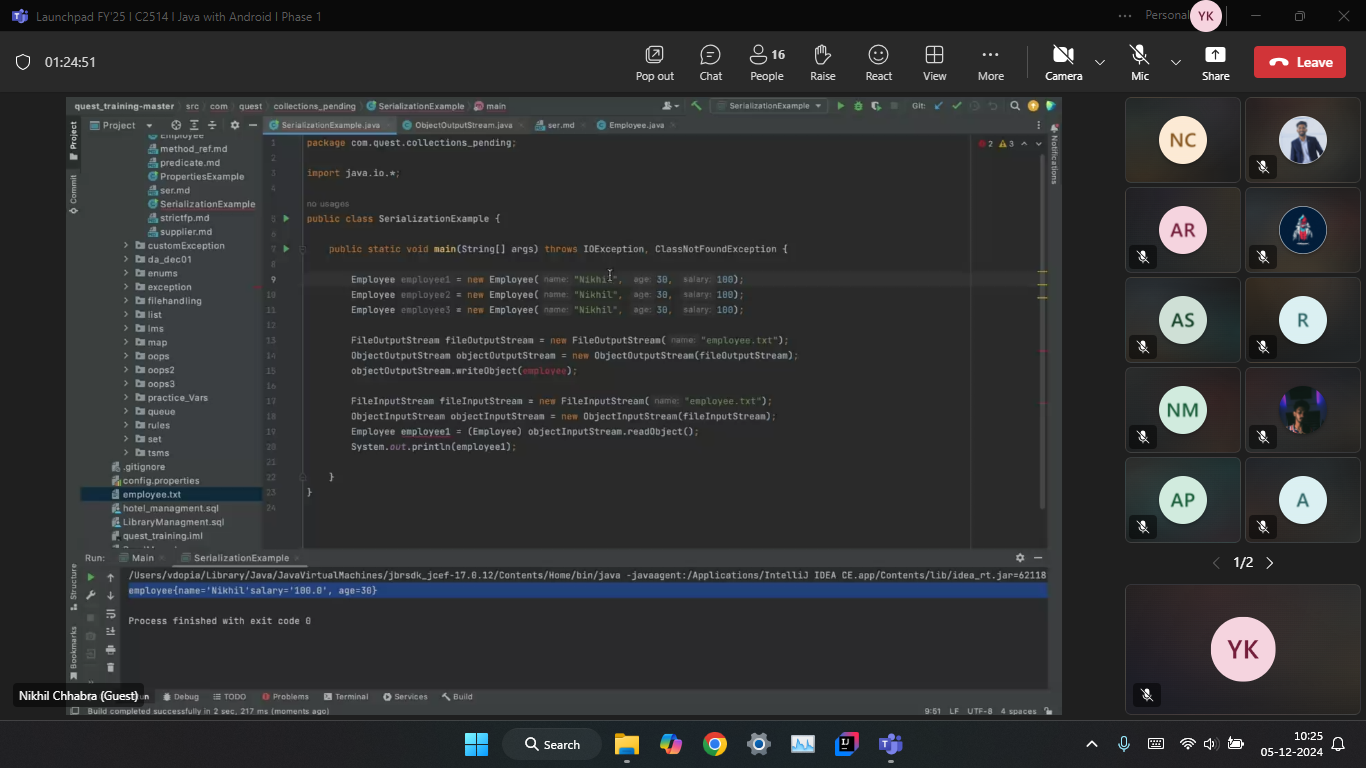 Launchpad FY'25 | C2514 | Java with Android | Phase 1
Personal
YK
01:24:51
Pop out
Chat
16
People
Raise
React
View
More
Camera
Mic
Share
Leave
quest_training-master
src
com
quest
collections_pending
SerializationExample
main
SerializationExample
Git:
Project
SerializationExample.java
ObjectOutputStream.java
ser.md
Employee.java
Project
Commit
Structure
Bookmarks
Notifications
Employee
method_ref.md
predicate.md
PropertiesExample
ser.md
SerializationExample
strictfp.md
supplier.md
customException
da_dec01
enums
exception
filehandling
list
lms
map
oops
oops2
oops3
practice_Vars
queue
rules
set
tsms
.gitignore
config.properties
employee.txt
hotel_managment.sql
LibraryManagment.sql
quest_training.iml
2
3
1 package com.quest.collections_pending;
2
3 import java.io.*;
4
no usages
5 public class SerializationExample {
6
7 public static void main(String[] args) throws IOException, ClassNotFoundException {
8
9 Employee employee1 = new Employee( name: "Nikhil", age: 30, salary: 100);
10 Employee employee2 = new Employee( name: "Nikhil", age: 30, salary: 100);
11 Employee employee3 = new Employee( name: "Nikhil", age: 30, salary: 100);
12
13 FileOutputStream fileOutputStream = new FileOutputStream( name: "employee.txt");
14 ObjectOutputStream objectOutputStream = new ObjectOutputStream(fileOutputStream);
15 objectOutputStream.writeObject(employee);
16
17 FileInputStream fileInputStream = new FileInputStream( name: "employee.txt");
18 ObjectInputStream objectInputStream = new ObjectInputStream(fileInputStream);
19 Employee employee1 = (Employee) objectInputStream.readObject();
20 System.out.println(employee1);
21
22 }
23 }
24
Run:
Main
SerializationExample
/Users/vdopia/Library/Java/JavaVirtualMachines/jbrsdk_jcef-17.0.12/Contents/Home/bin/java -javaagent:/Applications/IntelliJ IDEA CE.app/Contents/lib/idea_rt.jar=62118
employee{name='Nikhil'salary='100.0', age=30}
Process finished with exit code 0
Nikhil Chhabra (Guest)
Debug
TODO
Problems
Terminal
Services
Build
Build completed successfully in 2 sec, 217 ms (moments ago)
9:51 LF UTF-8 4 spaces
NC
AR
AS
R
NM
AP
A
1/2
YK
Search
10:25
05-12-2024